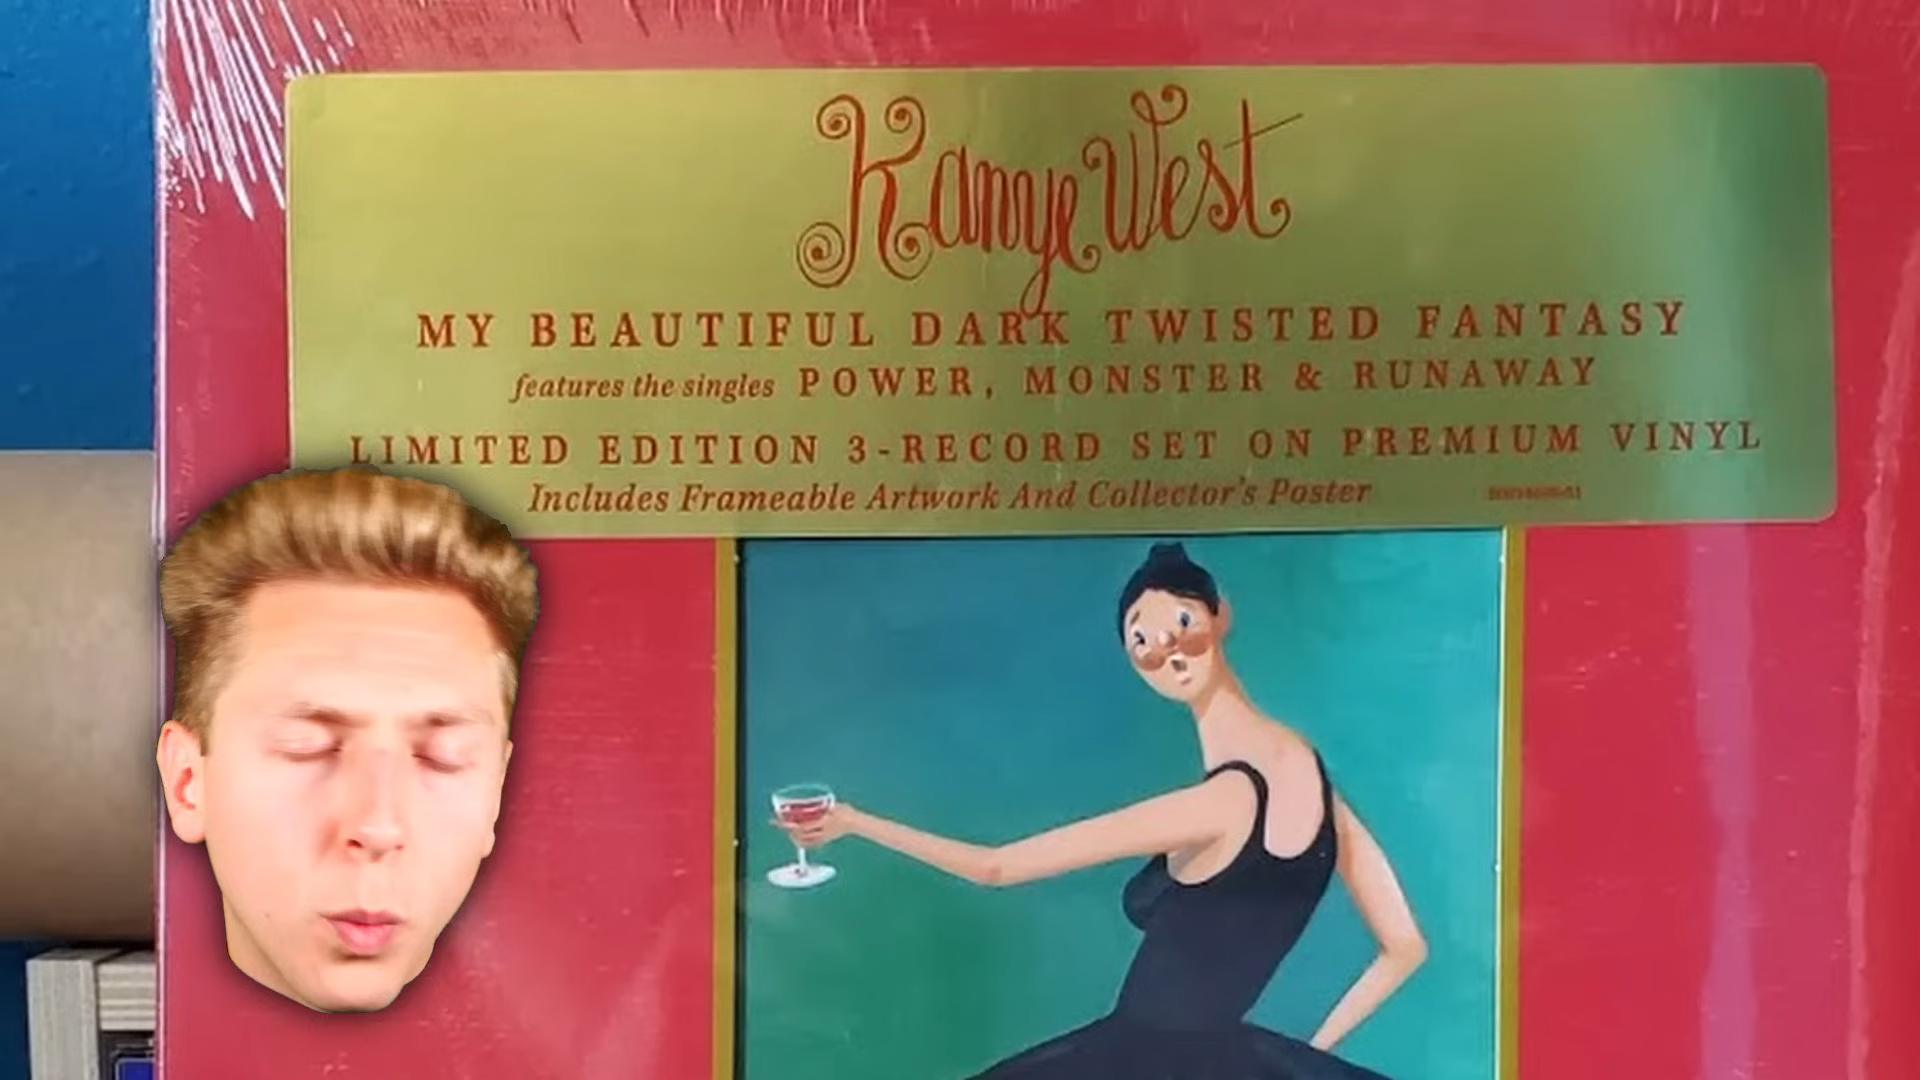 Kanye West
MY BEAUTIFUL DARK TWISTED FANTASY
features the singles POWER, MONSTER & RUNAWAY
LIMITED EDITION 3-RECORD SET ON PREMIUM VINYL
Includes Frameable Artwork And Collector's Poster